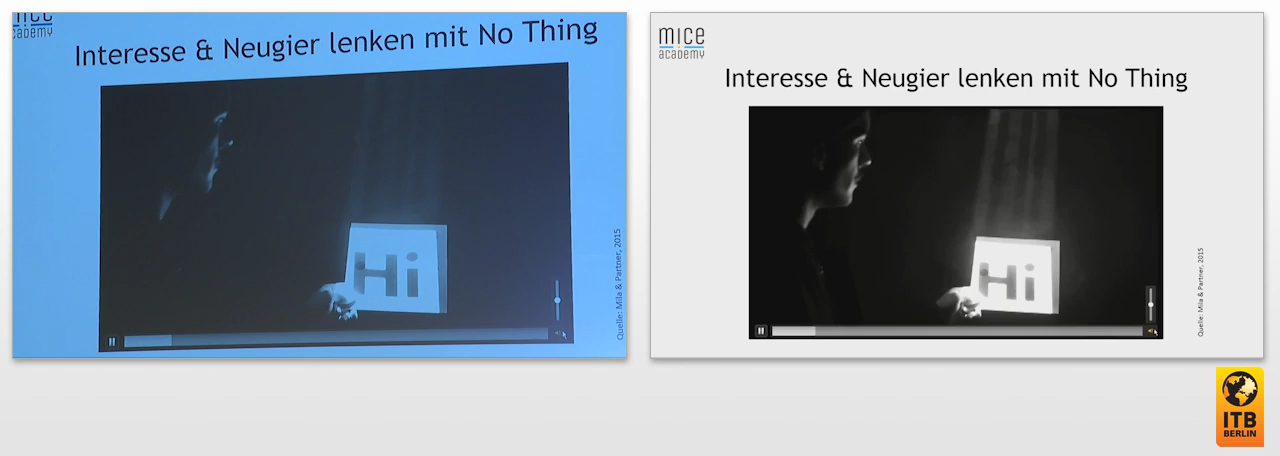 mice
academy
Interesse & Neugier lenken mit No Thing
Hi
Quelle: Mila & Partner, 2015
mice
academy
Interesse & Neugier lenken mit No Thing
Hi
Quelle: Mila & Partner, 2015
ITB
BERLIN